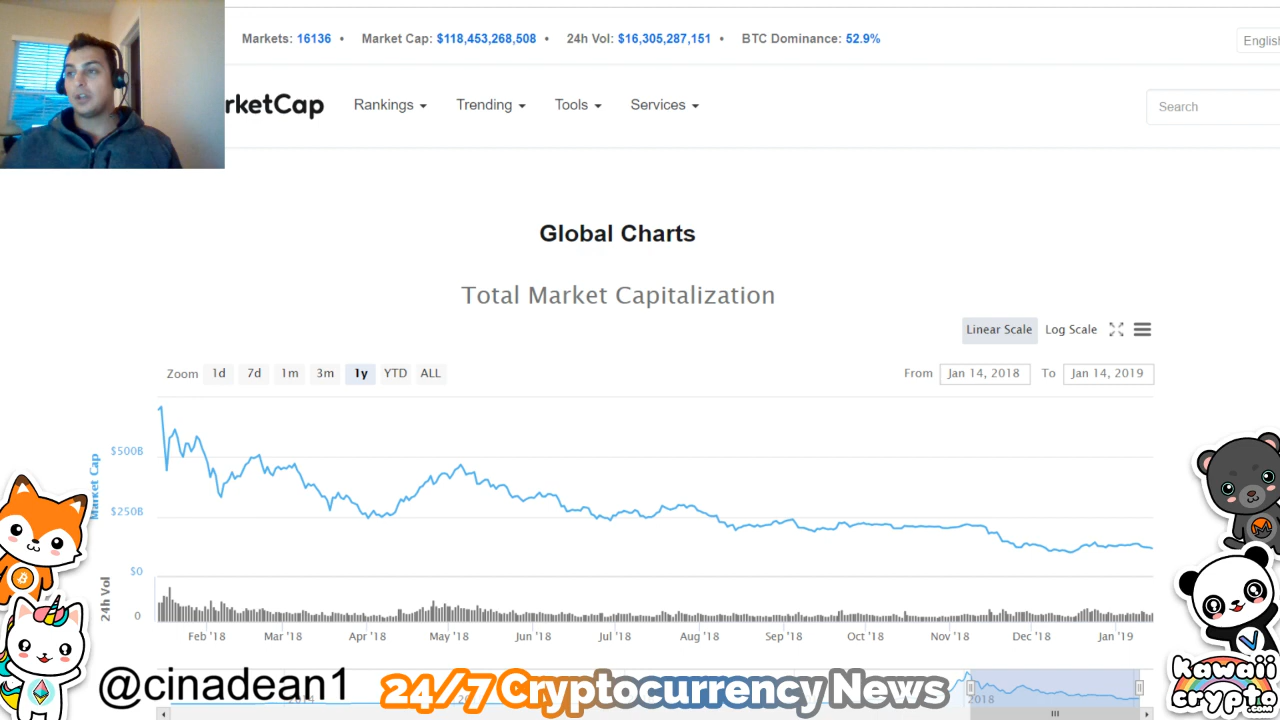 Markets: 16136 • Market Cap: $118,453,268,508 • 24h Vol: $16,305,287,151 • BTC Dominance: 52.9%
English
rketCap Rankings Trending Tools Services Search
Global Charts
Total Market Capitalization
Linear Scale Log Scale
Zoom 1d 7d 1m 3m 1y YTD ALL From Jan 14, 2018 To Jan 14, 2019
Market Cap
$500B
$250B
$0
24h Vol
0
Feb '18 Mar '18 Apr '18 May '18 Jun '18 Jul '18 Aug '18 Sep '18 Oct '18 Nov '18 Dec '18 Jan '19
2014 2018
@cinadean1 24/7 Cryptocurrency News
kawaii
crypto
.com